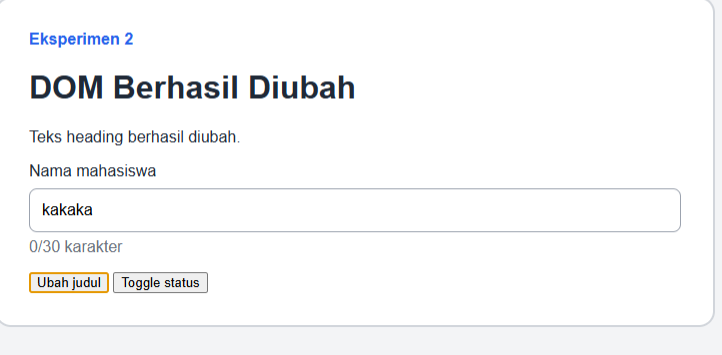 Eksperimen 2
DOM Berhasil Diubah
Teks heading berhasil diubah.
Nama mahasiswa
kakaka
0/30 karakter
Ubah judul Toggle status